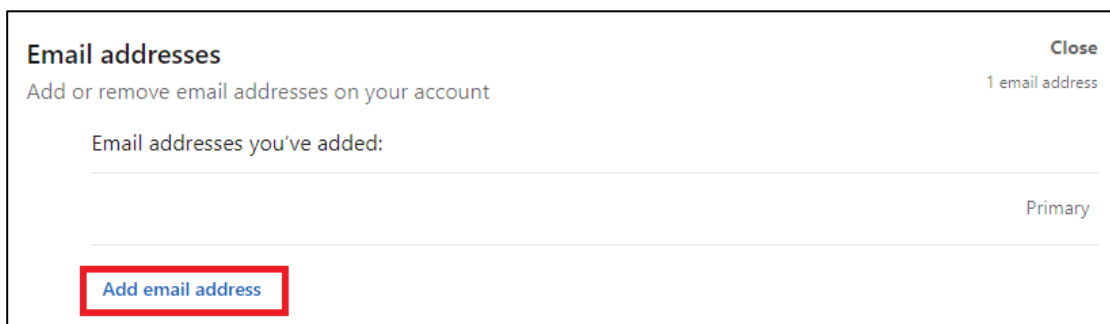 Email addresses
Close
Add or remove email addresses on your account
1 email address
Email addresses you've added:
Primary
Add email address